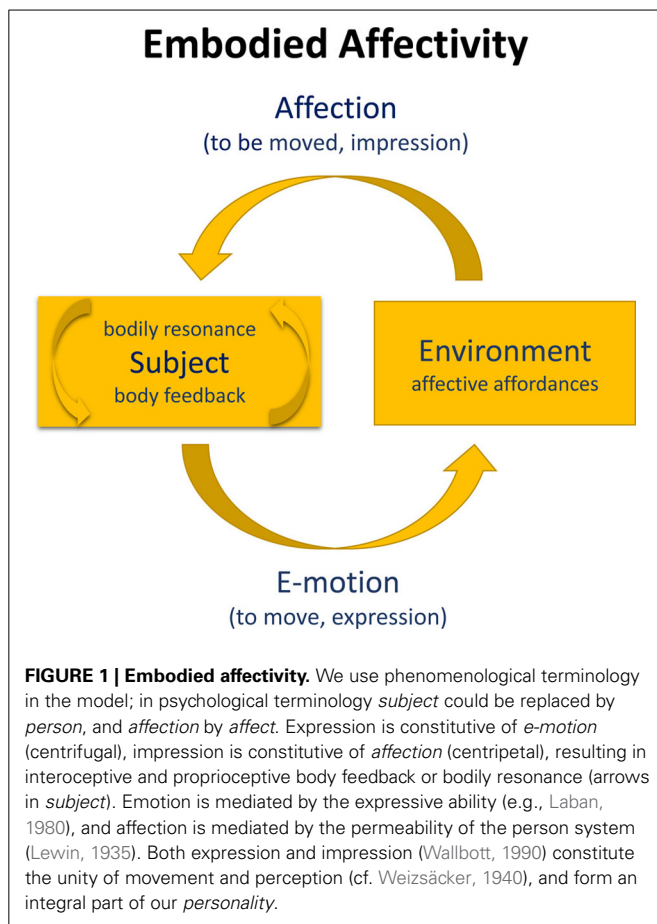 Embodied Affectivity
Affection
(to be moved, impression)
bodily resonance
Subject
body feedback
Environment
affective affordances
E-motion
(to move, expression)
FIGURE 1 | Embodied affectivity. We use phenomenological terminology
in the model; in psychological terminology subject could be replaced by
person, and affection by affect. Expression is constitutive of e-motion
(centrifugal), impression is constitutive of affection (centripetal), resulting in
interoceptive and proprioceptive body feedback or bodily resonance (arrows
in subject). Emotion is mediated by the expressive ability (e.g., Laban,
1980), and affection is mediated by the permeability of the person system
(Lewin, 1935). Both expression and impression (Wallbott, 1990) constitute
the unity of movement and perception (cf. Weizsäcker, 1940), and form an
integral part of our personality.